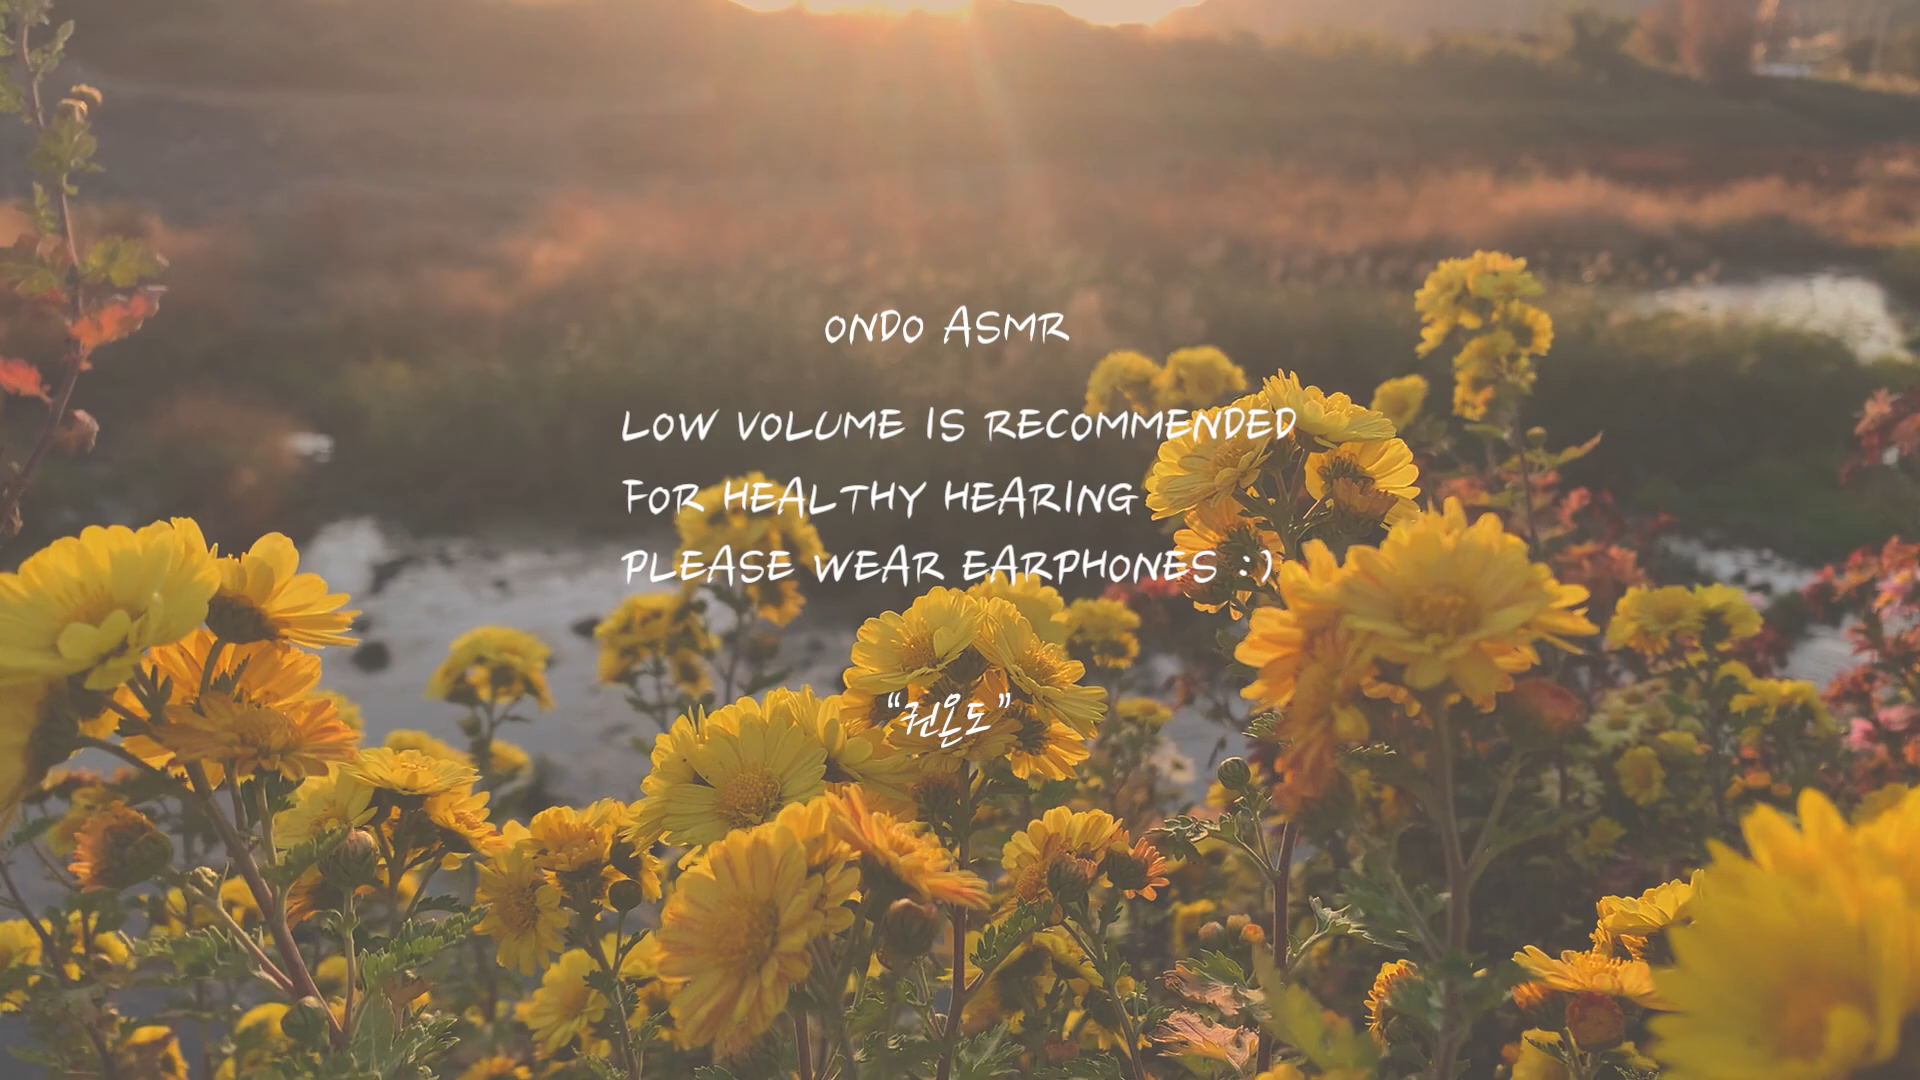 ONDO ASMR
LOW VOLUME IS RECOMMENDED
FOR HEALTHY HEARING
PLEASE WEAR EARPHONES :)
“권온도”